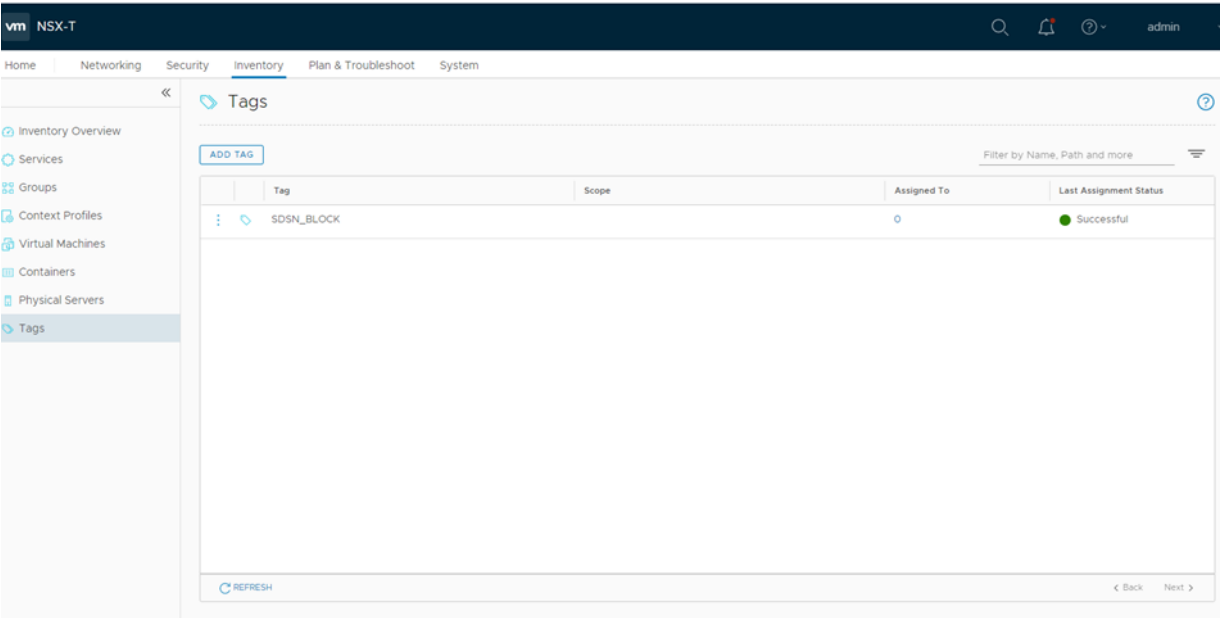 vm NSX-T admin
Home Networking Security Inventory Plan & Troubleshoot System
Inventory Overview
Services
Groups
Context Profiles
Virtual Machines
Containers
Physical Servers
Tags
Tags
ADD TAG
Filter by Name, Path and more
Tag Scope Assigned To Last Assignment Status
SDSN_BLOCK 0 Successful
REFRESH Back Next